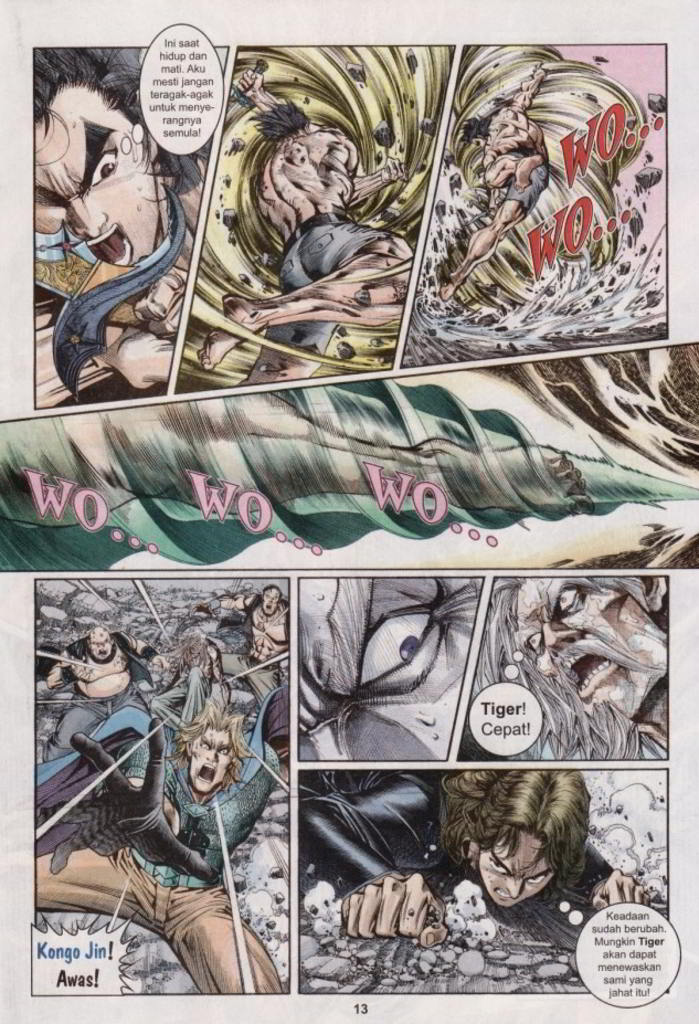 Ini saat
hidup dan
mati. Aku
mesti jangan
teragak-agak
untuk menye-
rangnya
semula!
WO...
WO...
WO...
WO...
WO...
Tiger!
Cepat!
Kongo Jin!
Awas!
Keadaan
sudah berubah.
Mungkin Tiger
akan dapat
menewaskan
sami yang
jahat itu!
13